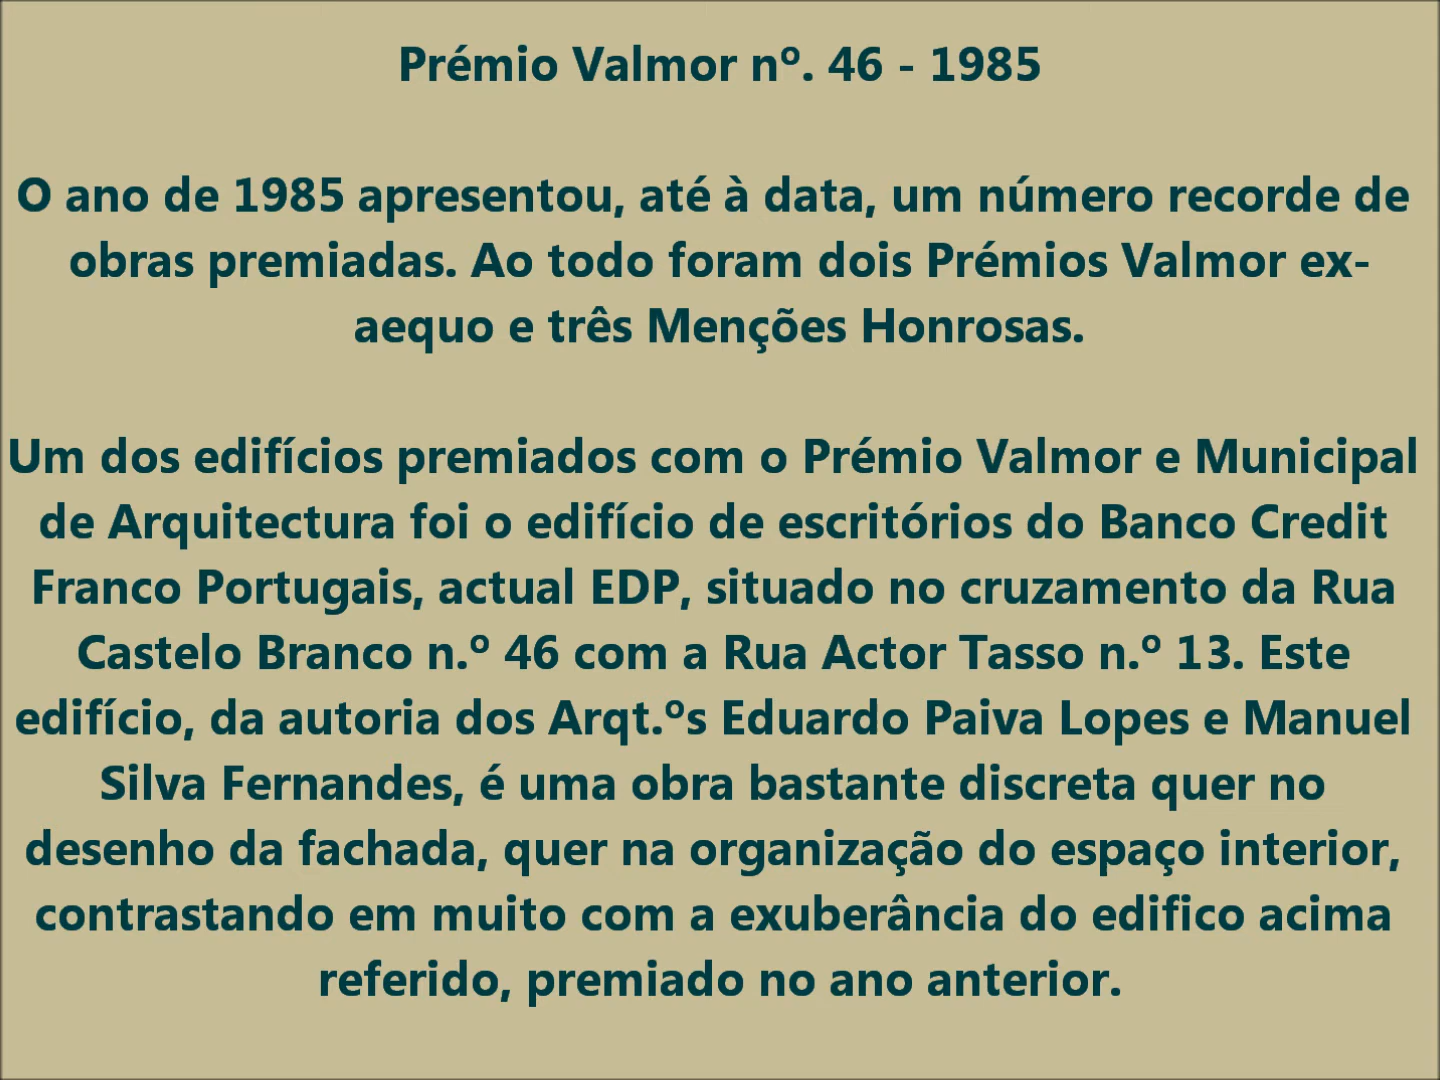 Prémio Valmor nº. 46 - 1985
O ano de 1985 apresentou, até à data, um número recorde de
obras premiadas. Ao todo foram dois Prémios Valmor ex-
aequo e três Menções Honrosas.
Um dos edifícios premiados com o Prémio Valmor e Municipal
de Arquitectura foi o edifício de escritórios do Banco Credit
Franco Portugais, actual EDP, situado no cruzamento da Rua
Castelo Branco n.º 46 com a Rua Actor Tasso n.º 13. Este
edifício, da autoria dos Arqt.ºs Eduardo Paiva Lopes e Manuel
Silva Fernandes, é uma obra bastante discreta quer no
desenho da fachada, quer na organização do espaço interior,
contrastando em muito com a exuberância do edifico acima
referido, premiado no ano anterior.